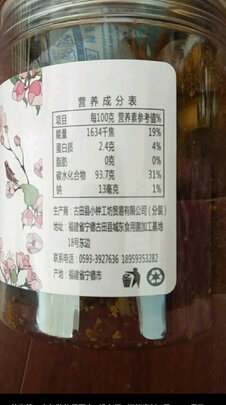 营养成分表
项目 每100克 营养素参考值%
能量 1634千焦 19%
蛋白质 2.4克 4%
脂肪 0克 0%
碳水化合物 93.7克 31%
钠 13毫克 1%
生产商：古田县小钟工坊贸易有限公司（分装）
地址：福建省宁德古田县城东食用菌加工基地
18号东边
联系方式：0593-3927636 18959353282
产地：福建省宁德市